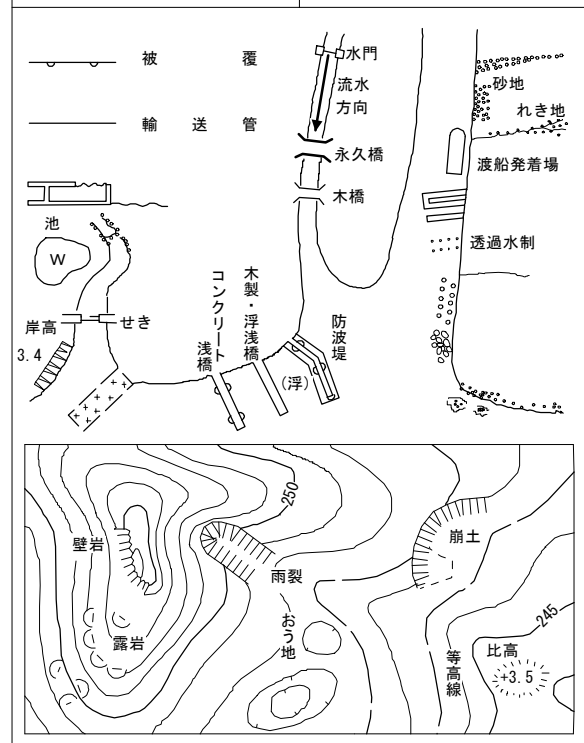 被覆
輸送管
水門
流水
方向
永久橋
木橋
砂地
れき地
渡船発着場
透過水制
池
W
岸高
3.4
せき
コンクリート
浅橋
木製・浮浅橋
防波堤
(浮)
250
壁岩
雨裂
崩土
露岩
おう地
等高線
245
比高
+3.5